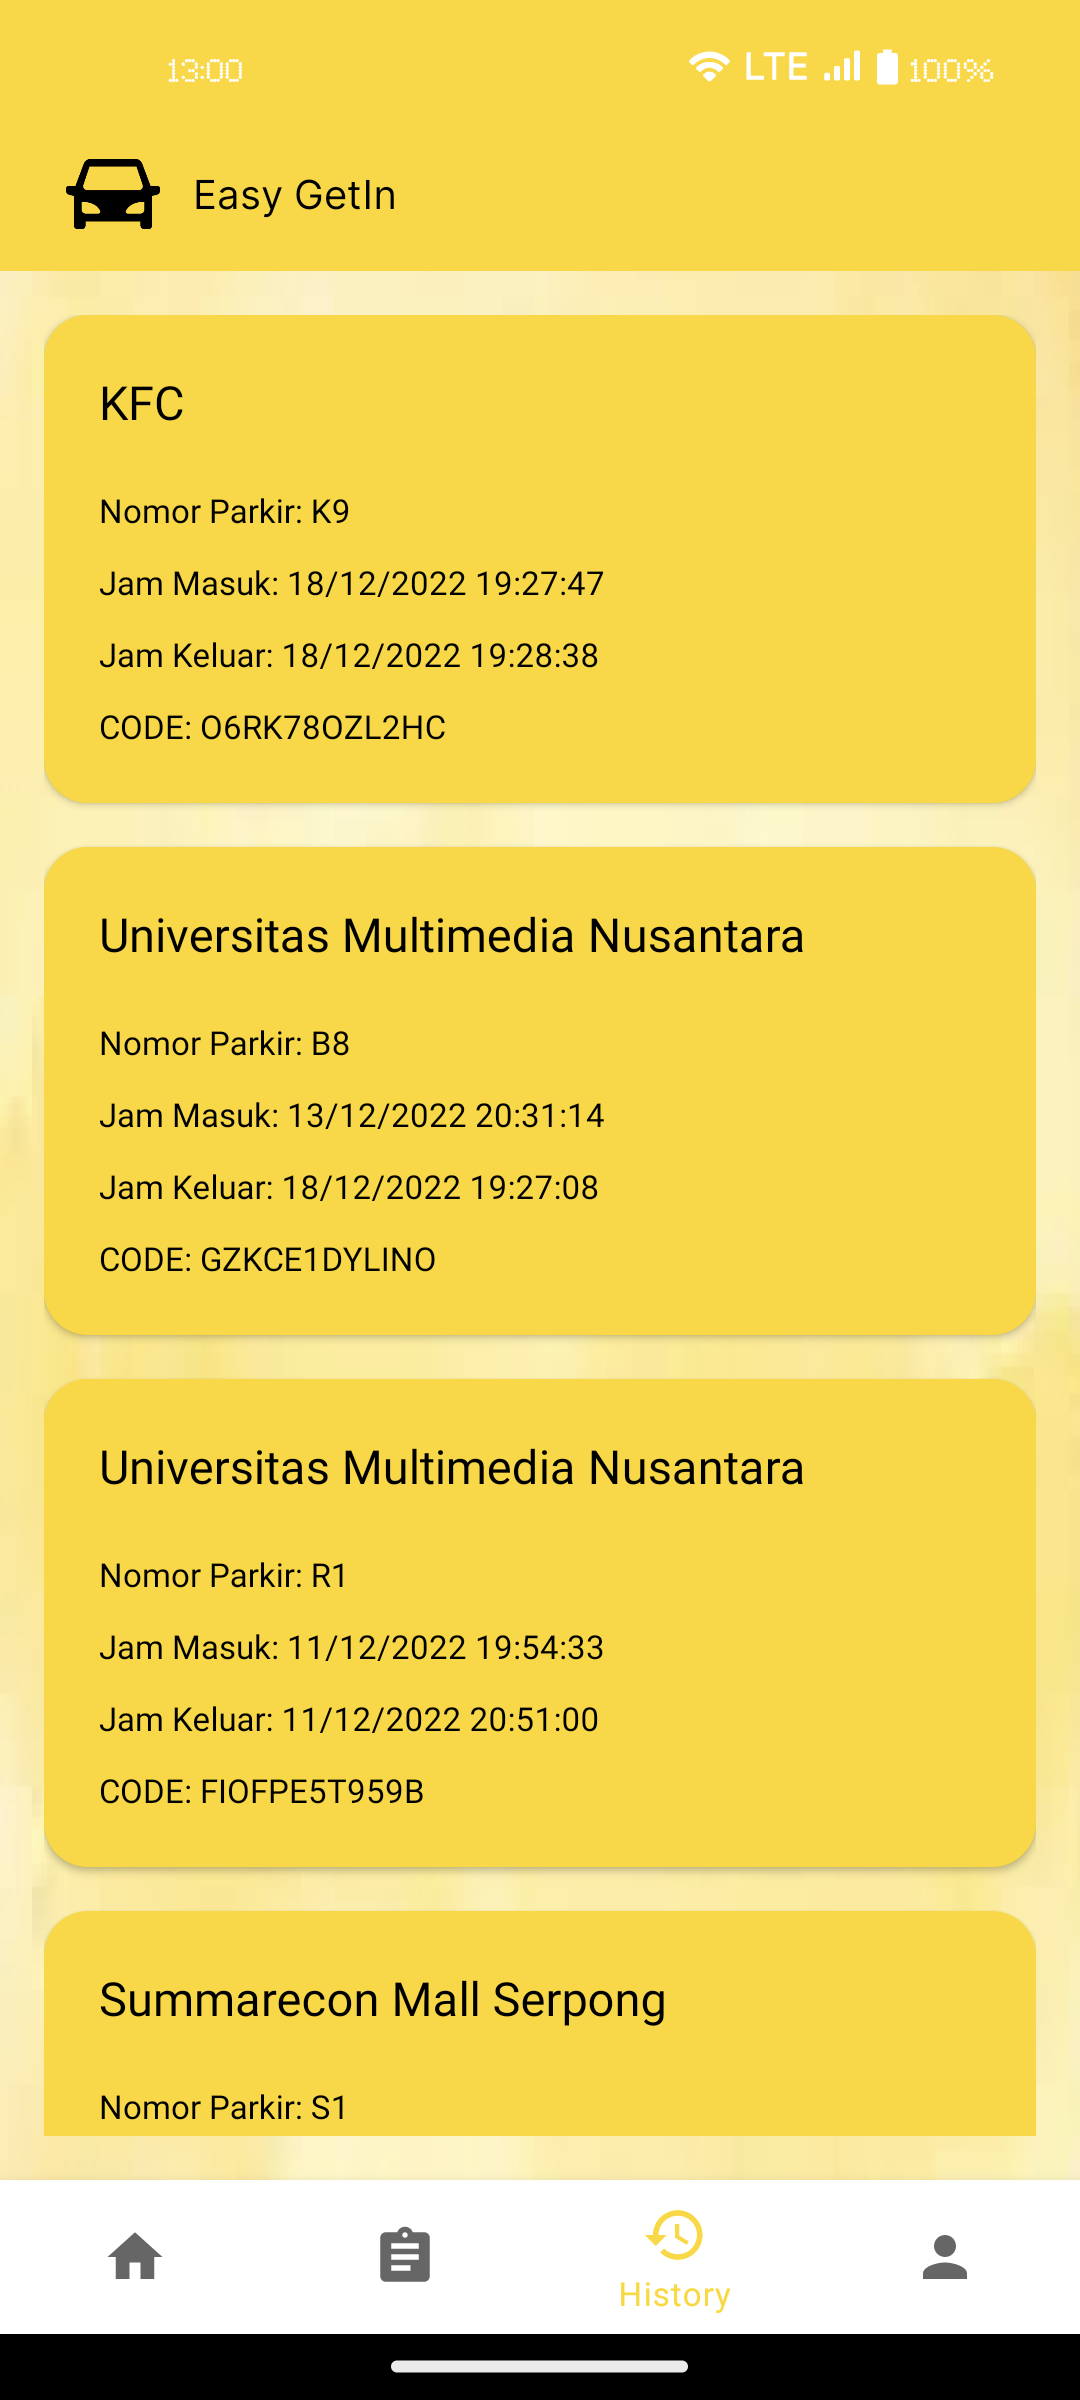 13:00 LTE 100%
Easy GetIn
KFC
Nomor Parkir: K9
Jam Masuk: 18/12/2022 19:27:47
Jam Keluar: 18/12/2022 19:28:38
CODE: O6RK78OZL2HC
Universitas Multimedia Nusantara
Nomor Parkir: B8
Jam Masuk: 13/12/2022 20:31:14
Jam Keluar: 18/12/2022 19:27:08
CODE: GZKCE1DYLINO
Universitas Multimedia Nusantara
Nomor Parkir: R1
Jam Masuk: 11/12/2022 19:54:33
Jam Keluar: 11/12/2022 20:51:00
CODE: FIOFPE5T959B
Summarecon Mall Serpong
Nomor Parkir: S1
History